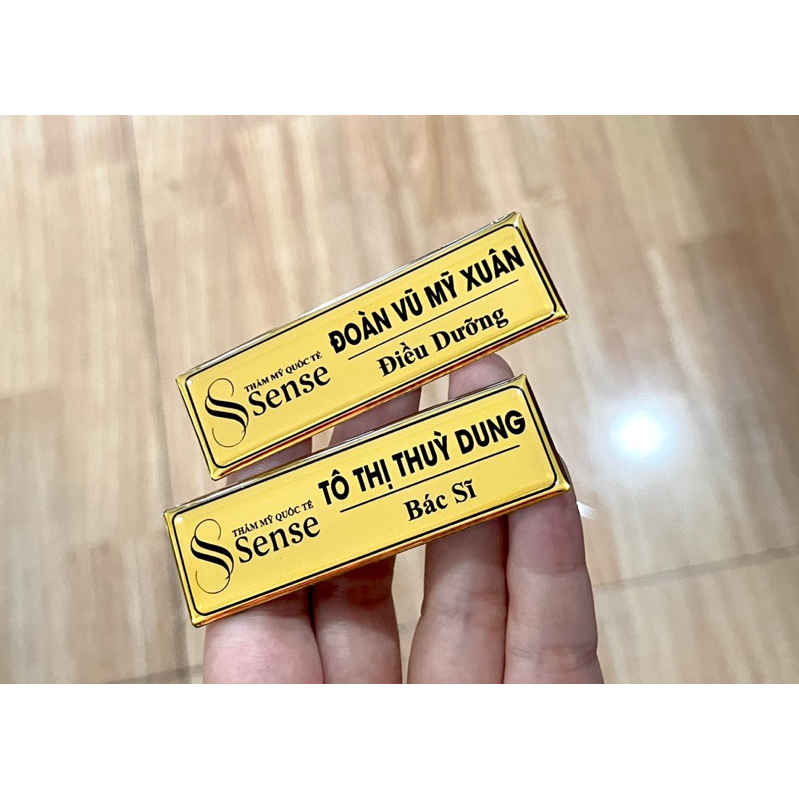 THẨM MỸ QUỐC TẾ
Sense
ĐOÀN VŨ MỸ XUÂN
Điều Dưỡng
THẨM MỸ QUỐC TẾ
Sense
TÔ THỊ THUỲ DUNG
Bác Sĩ